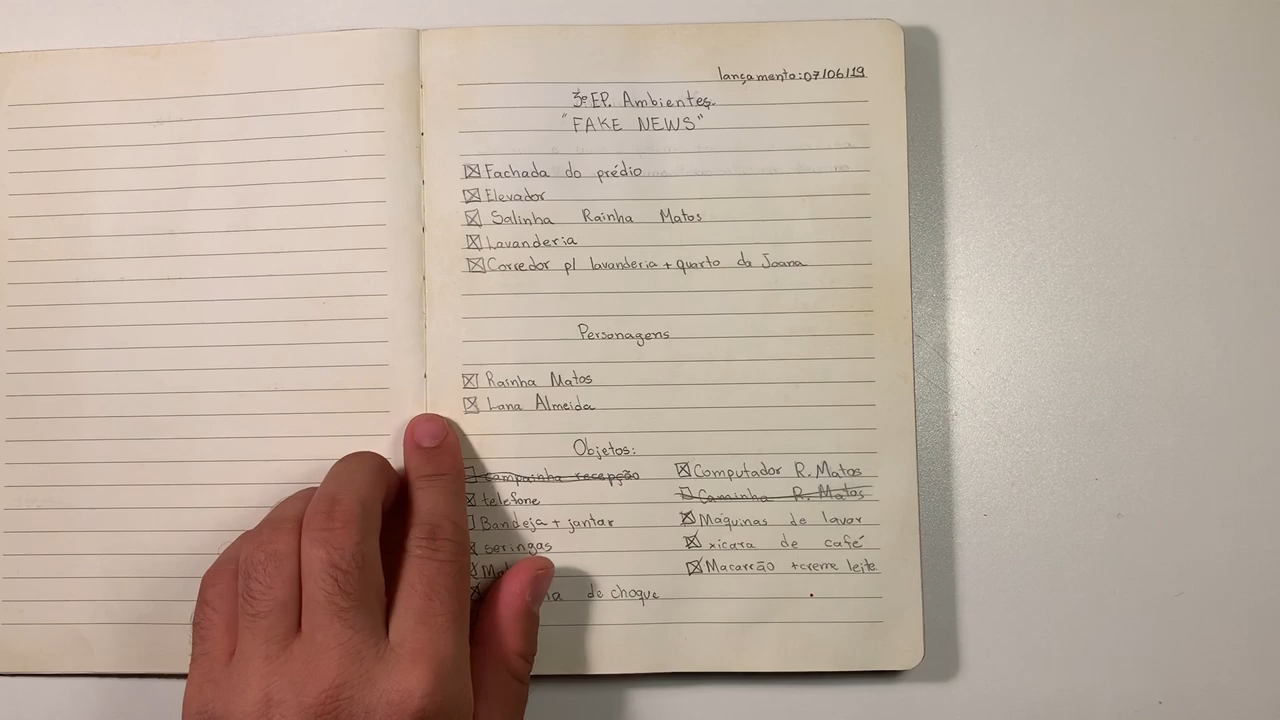 lançamento:07/06/19
3º EP. Ambientes.
"FAKE NEWS"
Fachada do prédio
Elevador
Salinha Rainha Matos
Lavanderia
Corredor p/ lavanderia + quarto da Joana
Personagens
Rainha Matos
Lana Almeida
Objetos:
campainha recepção
telefone
Bandeja + jantar
seringas
de choque
Computador R. Matos
Caminha R. Matos
Máquinas de lavar
xícara de café
Macarrão + creme leite